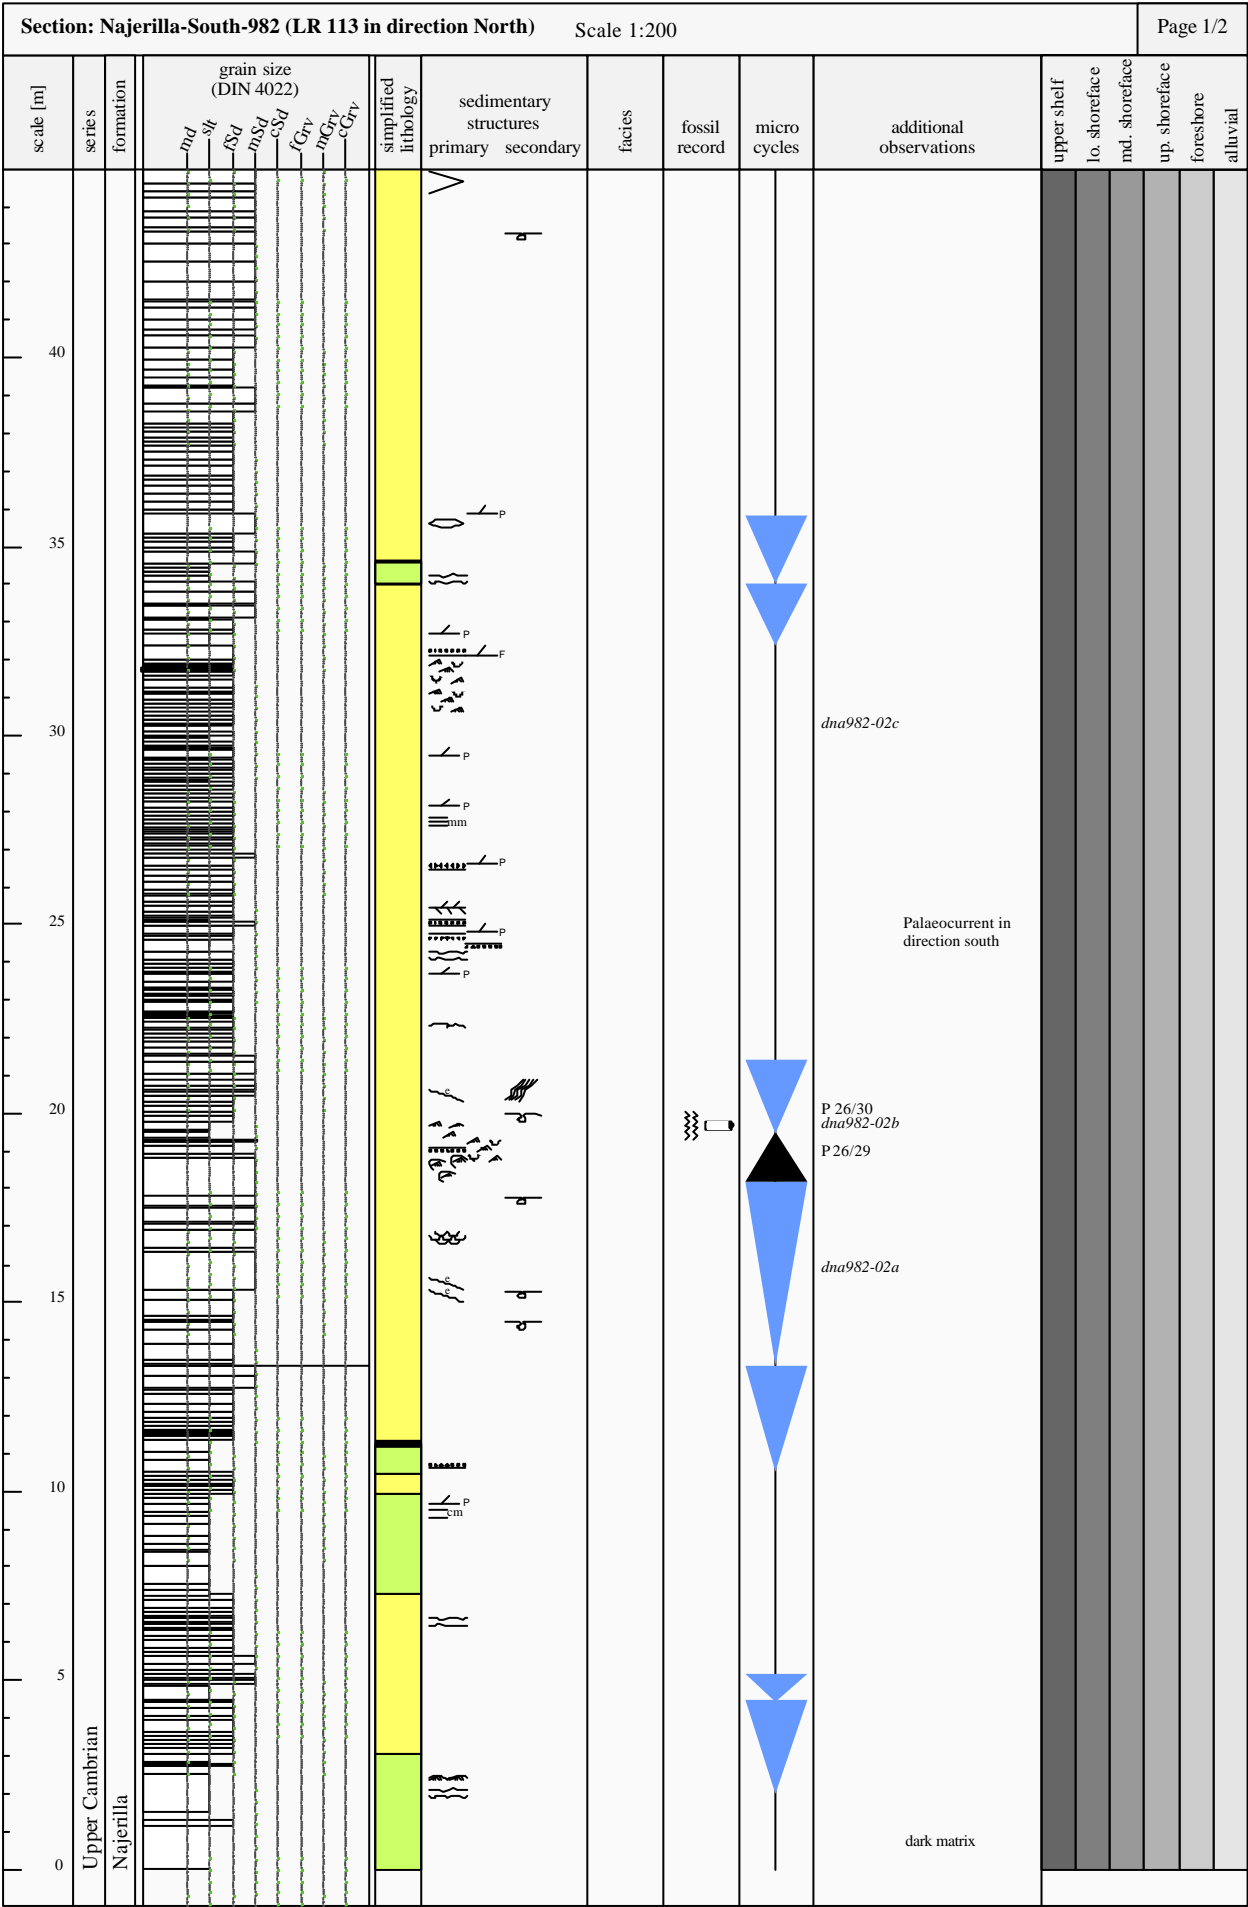 Section: Najerilla-South-982 (LR 113 in direction North) Scale 1:200 Page 1/2
scale [m]
series
formation
grain size
(DIN 4022)
md
slt
fSd
mSd
cSd
fGrv
mGrv
cGrv
simplified
lithology
sedimentary
structures
primary secondary
facies
fossil
record
micro
cycles
additional
observations
upper shelf
lo. shoreface
md. shoreface
up. shoreface
foreshore
alluvial
40
P
35
P
F
30
dna982-02c
P
P
mm
P
25
Palaeocurrent in
direction south
P
P
e
20
P 26/30
dna982-02b
P 26/29
dna982-02a
e
e
15
10
P
cm
5
Upper Cambrian
Najerilla
dark matrix
0